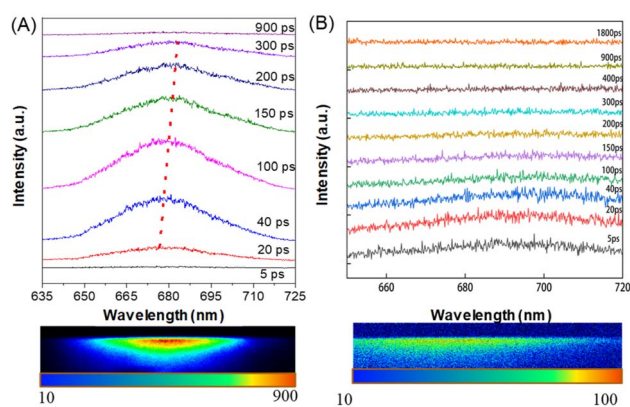 (A)
900 ps
300 ps
200 ps
150 ps
100 ps
40 ps
20 ps
5 ps
Intensity (a.u.)
635 650 665 680 695 710 725
Wavelength (nm)
10 900
(B)
1800ps
900ps
400ps
300ps
200ps
150ps
100ps
40ps
20ps
5ps
Intensity (a.u.)
660 680 700 720
Wavelength (nm)
10 100